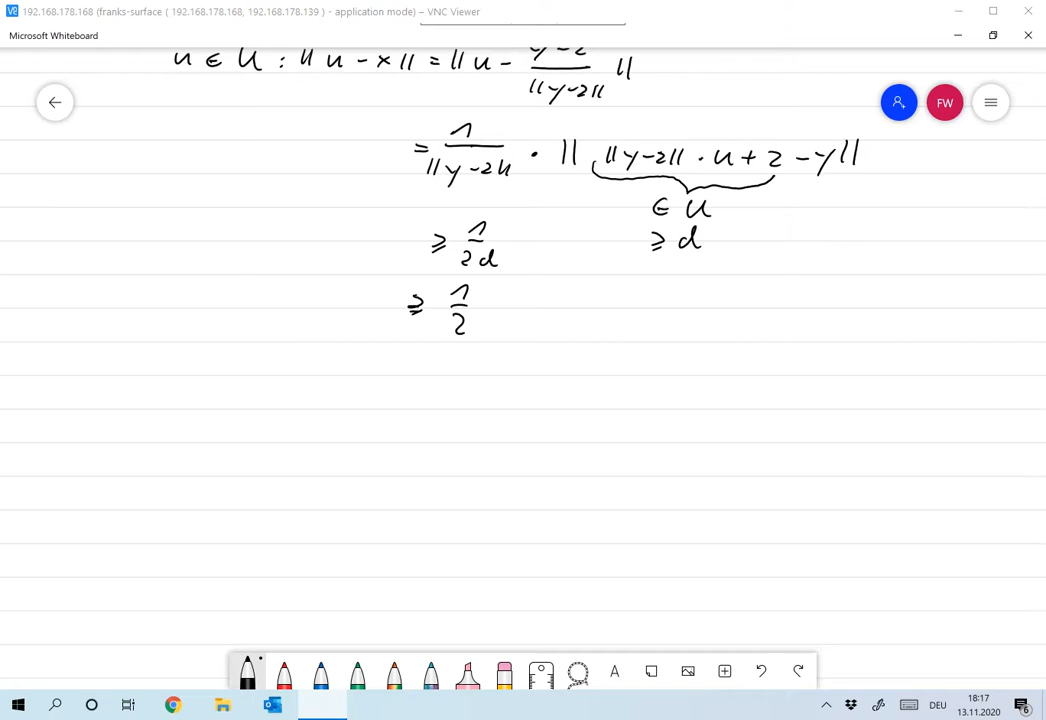 192.168.178.168 (franks-surface ( 192.168.178.168, 192.168.178.139 ) - application mode) – VNC Viewer
Microsoft Whiteboard
u ∈ U : ||u - x|| = ||u - (y-z)/||y-z|| ||
FW
= 1/||y-z|| · || ||y-z|| · u + z - y||
∈ U
≥ 1/2d ≥ d
≥ 1/2
A
DEU
18:17
13.11.2020
6